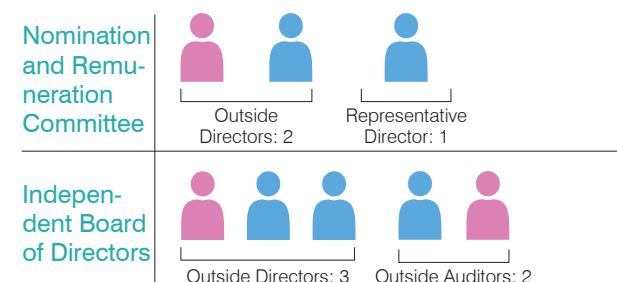 Nomination
and Remu-
neration
Committee
Outside
Directors: 2
Representative
Director: 1
Indepen-
dent Board
of Directors
Outside Directors: 3
Outside Auditors: 2